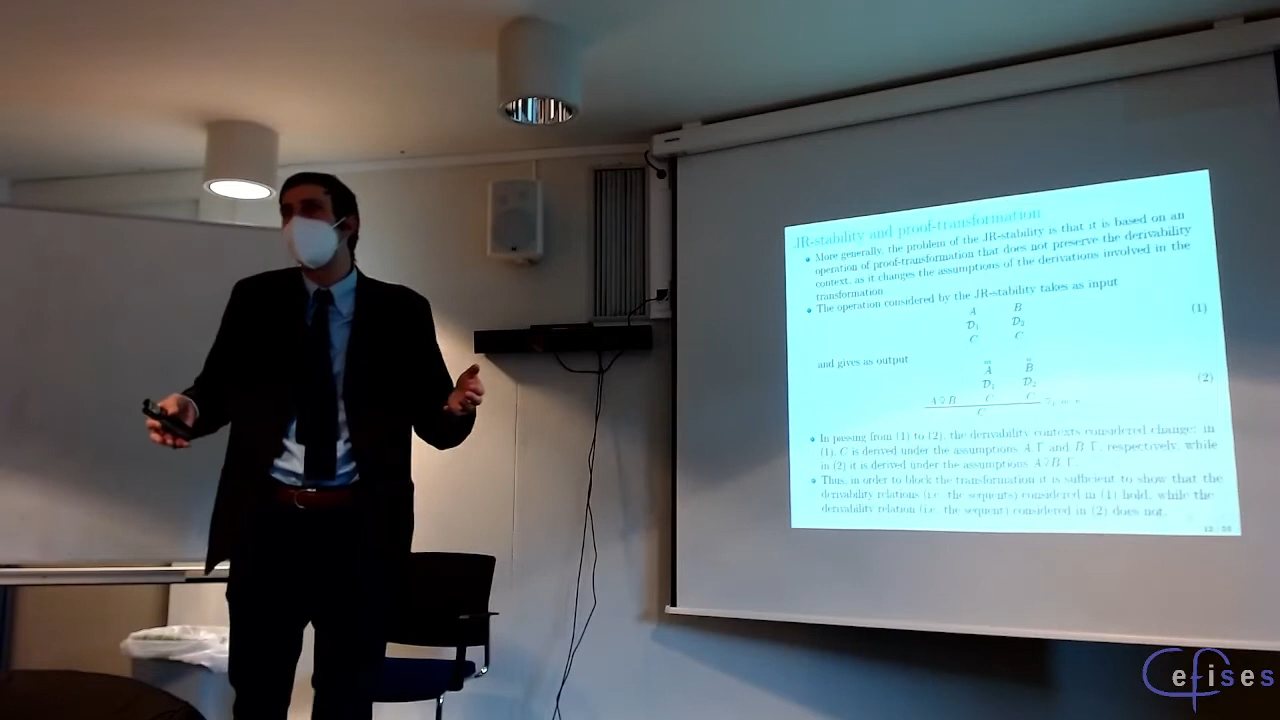 JR-stability and proof-transformation
• More generally, the problem of the JR-stability is that it is based on an
operation of proof-transformation that does not preserve the derivability
context, as it changes the assumptions of the derivations involved in the
transformation
• The operation considered by the JR-stability takes as input
A B
D₁ D₂ (1)
C C
and gives as output
A B
D₁ D₂ (2)
C C
C
• In passing from (1) to (2), the derivability contexts considered change: in
(1), C is derived under the assumptions A, Γ and B, Γ, respectively, while
in (2) it is derived under the assumptions Γ.
• Thus, in order to block the transformation it is sufficient to show that the
derivability relations (i.e. the sequents) considered in (1) hold, while the
derivability relation (i.e. the sequent) considered in (2) does not.
Cefises